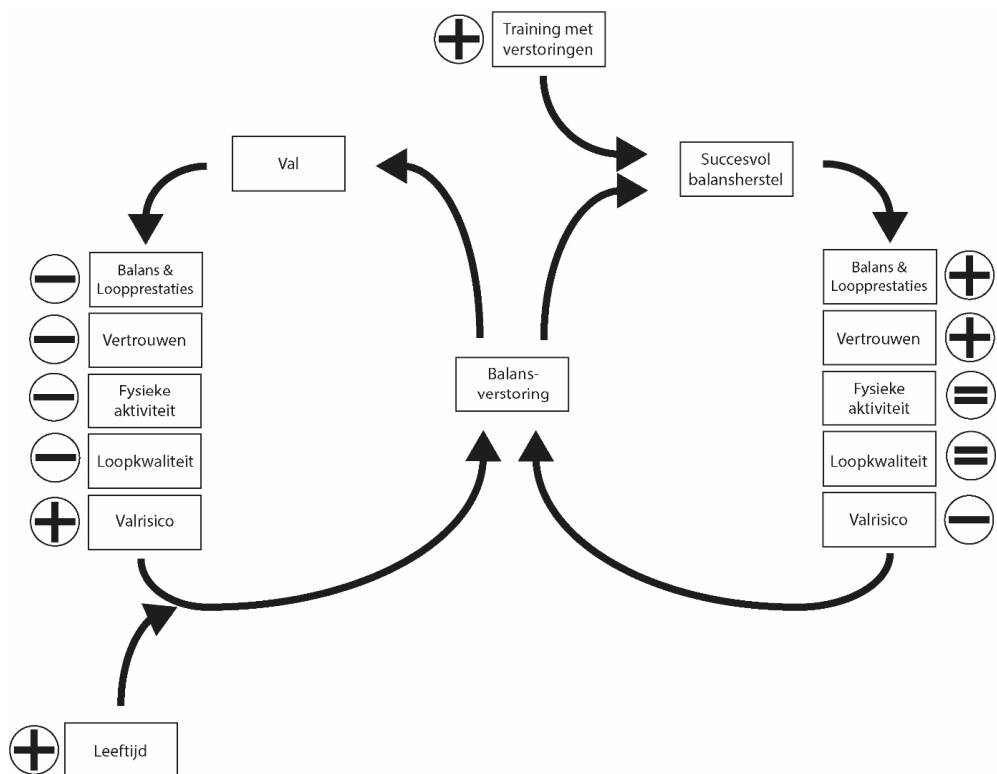 Training met
verstoringen
Val
Succesvol
balansherstel
Balans &
Loopprestaties
Vertrouwen
Fysieke
aktiviteit
Loopkwaliteit
Valrisico
Balans-
verstoring
Balans &
Loopprestaties
Vertrouwen
Fysieke
aktiviteit
Loopkwaliteit
Valrisico
Leeftijd